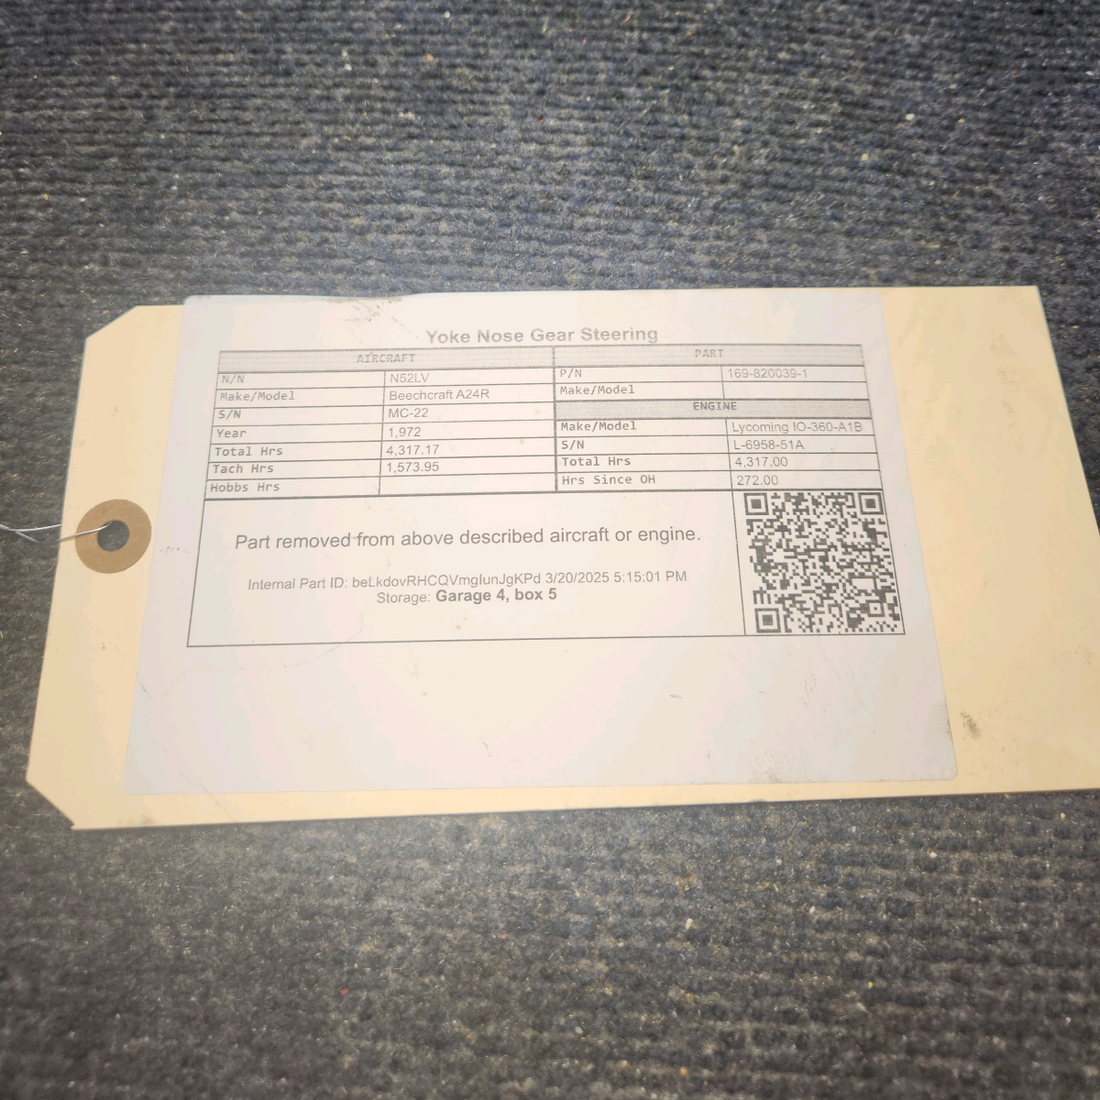 Yoke Nose Gear Steering
AIRCRAFT
N/N N52LV
Make/Model Beechcraft A24R
S/N MC-22
Year 1,972
Total Hrs 4,317.17
Tach Hrs 1,573.95
Hobbs Hrs
PART
P/N 169-820039-1
Make/Model
ENGINE
Make/Model Lycoming IO-360-A1B
S/N L-6958-51A
Total Hrs 4,317.00
Hrs Since OH 272.00
Part removed from above described aircraft or engine.
Internal Part ID: beLkdovRHCQVmglunJgKPd 3/20/2025 5:15:01 PM
Storage: Garage 4, box 5